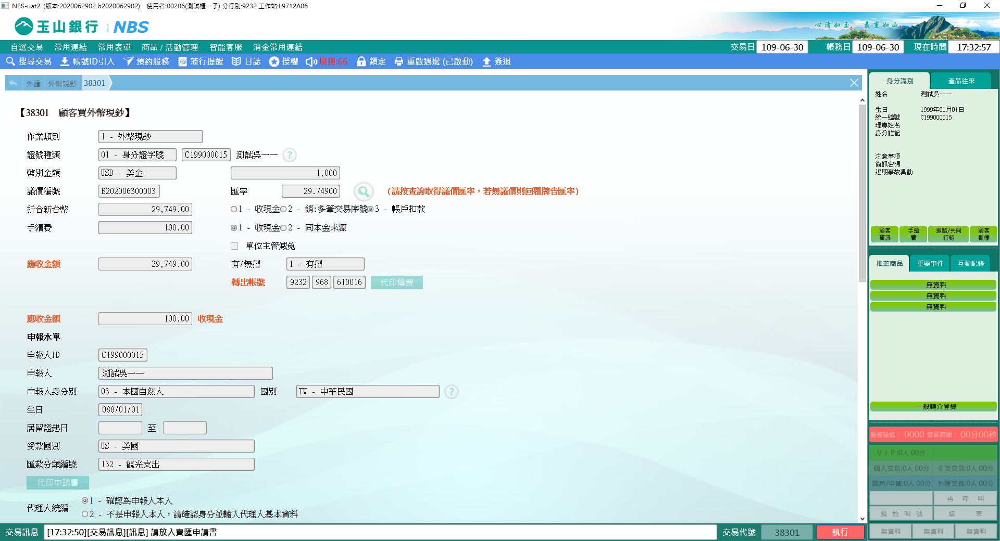 NBS-uat2 (版本:2020062902.b2020062902) 使用者:00206(測試櫃一子) 分行別:9232 工作站:L9712A06
玉山銀行 | NBS
心清如玉。 義重如山。
自選交易 常用連結 常用表單 商品 / 活動管理 智能客服 消金常用連結 交易日 109-06-30 帳務日 109-06-30 現在時間 17:32:57
搜尋交易 帳號ID引入 預約服務 蒞行提醒 日誌 授權 廣播:66 鎖定 重啟週邊 (已啟動) 簽退
外匯 外幣現鈔 38301
【38301 顧客買外幣現鈔】
作業類別 1 - 外幣現鈔
證號種類 01 - 身分證字號 C199000015 測試吳一一 ?
幣別金額 USD - 美金 1,000
議價編號 B202006300003 匯率 29.74900 (請按查詢取得議價匯率，若無議價則回覆牌告匯率)
折合新台幣 29,749.00 1 - 收現金 2 - 銷:多筆交易序號 3 - 帳戶扣款
手續費 100.00 1 - 收現金 2 - 同本金來源
單位主管減免
應收金額 29,749.00 有/無摺 1 - 有摺
轉出帳號 9232 968 610016 代印傳票
應收金額 100.00 收現金
申報水單
申報人ID C199000015
申報人 測試吳一一
申報人身分別 03 - 本國自然人 國別 TW - 中華民國 ?
生日 088/01/01
居留證起日 至
受款國別 US - 美國
匯款分類編號 132 - 觀光支出
代印申請書
代理人統編
1 - 確認為申報人本人
2 - 不是申報人本人，請確認身分並輸入代理人基本資料
交易訊息 [17:32:50][交易訊息][訊息] 請放入賣匯申請書 交易代號 38301 執行
身分識別 產品往來
姓名 測試吳一一
生日 1999年01月01日
統一編號 C199000015
理專姓名
身分註記
注意事項
簡訊密碼
近期事故異動
顧客資訊 手續費 通路/共同行銷 顧客影像
推薦商品 重要事件 互動記錄
無資料
無資料
無資料
一般轉介登錄
服務號碼： 0000 等候時間： 00分00秒
ＶＩＰ:0人 00分
個人交易:0人 00分 企業交易:0人 00分
開戶/申請:0人 00分 外匯業務:0人 00分
再 呼 叫
預 約 叫 號 結 束
無資料 無資料 無資料